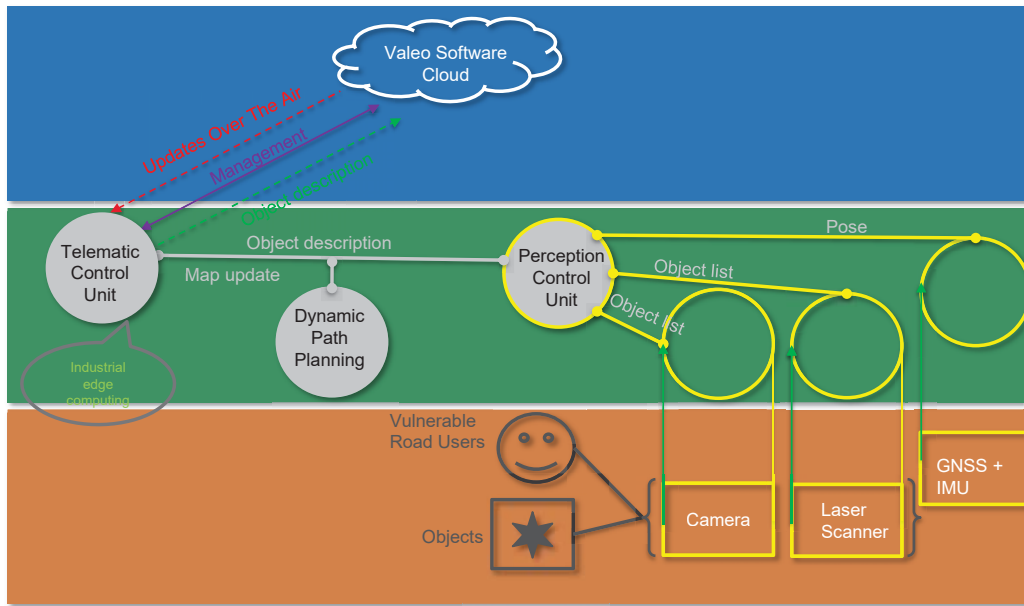 Valeo Software
Cloud
Updates Over The Air
Management
Object description
Telematic
Control
Unit
Object description
Map update
Dynamic
Path
Planning
Perception
Control
Unit
Pose
Object list
Object list
Industrial
edge
computing
Vulnerable
Road Users
Objects
Camera
Laser
Scanner
GNSS +
IMU